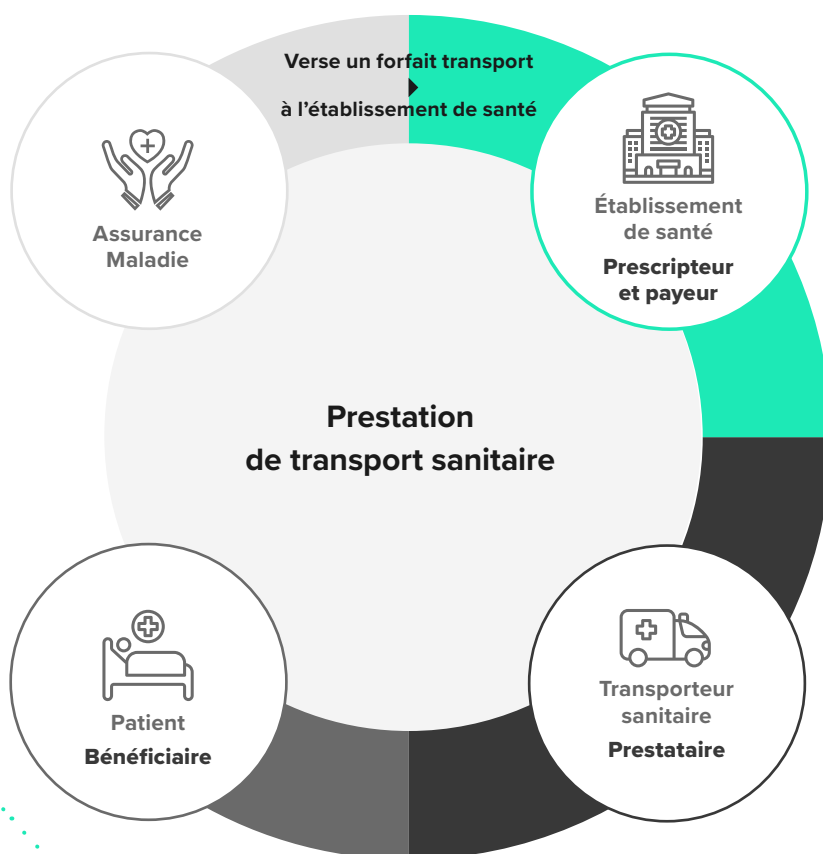 Verse un forfait transport
à l'établissement de santé
Assurance
Maladie
Établissement
de santé
Prescripteur
et payeur
Prestation
de transport sanitaire
Patient
Bénéficiaire
Transporteur
sanitaire
Prestataire